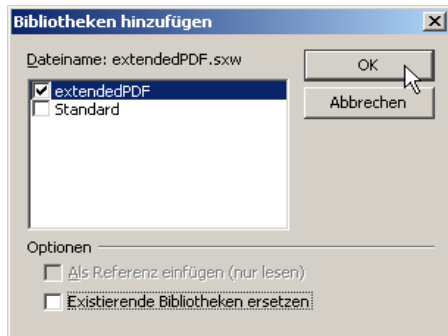 Bibliotheken hinzufügen
Dateiname: extendedPDF.sxw
OK
extendedPDF
Abbrechen
Standard
Optionen
Als Referenz einfügen (nur lesen)
Existierende Bibliotheken ersetzen